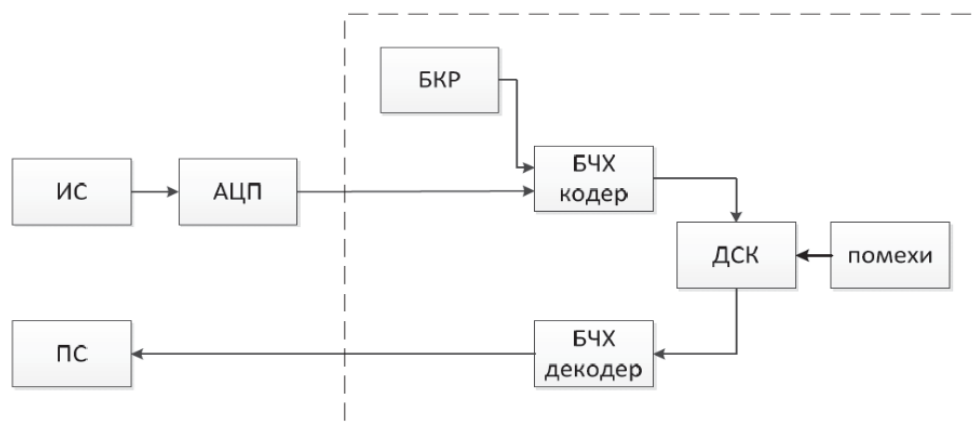 БКР
ИС
АЦП
БЧХ
кодер
ДСК
помехи
ПС
БЧХ
декодер